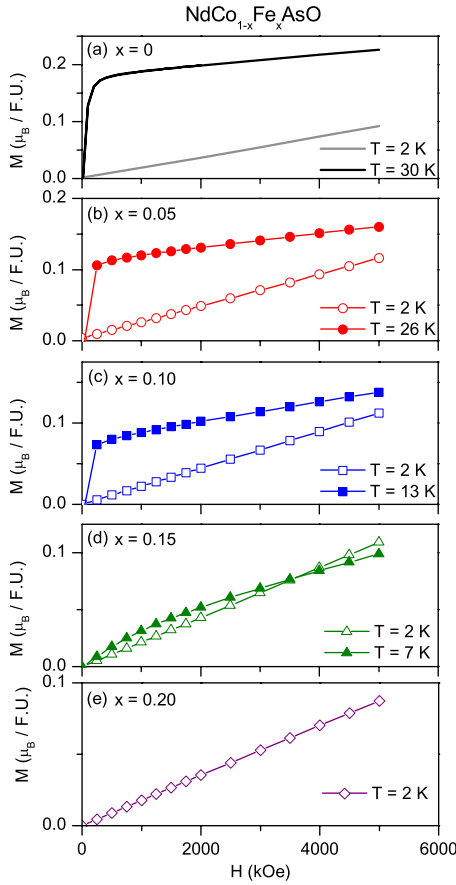 NdCo1-xFexAsO
(a) x = 0
0.2
0.0
M (μB / F.U.)
T = 2 K
T = 30 K
(b) x = 0.05
0.2
0.1
0.0
M (μB / F.U.)
T = 2 K
T = 26 K
(c) x = 0.10
0.1
0.0
M (μB / F.U.)
T = 2 K
T = 13 K
(d) x = 0.15
0.1
0.0
M (μB / F.U.)
T = 2 K
T = 7 K
(e) x = 0.20
0.1
0.0
M (μB / F.U.)
T = 2 K
0 2000 4000 6000
H (kOe)